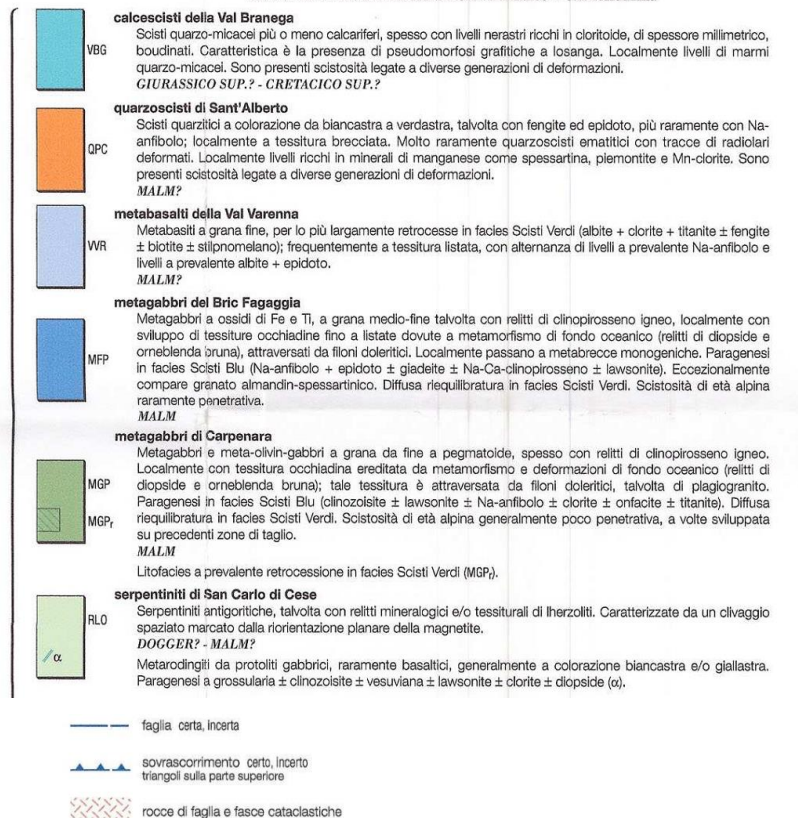 calcescisti della Val Branega
Scisti quarzo-micacei più o meno calcariferi, spesso con livelli nerastri ricchi in cloritoide, di spessore millimetrico,
VBG
boudinati. Caratteristica è la presenza di pseudomorfosi grafitiche a losanga. Localmente livelli di marmi
quarzo-micacei. Sono presenti scistosità legate a diverse generazioni di deformazioni.
GIURASSICO SUP.? - CRETACICO SUP.?
quarzoscisti di Sant'Alberto
Scisti quarzitici a colorazione da biancastra a verdastra, talvolta con fengite ed epidoto, più raramente con Na-
anfibolo; localmente a tessitura brecciata. Molto raramente quarzoscisti ematitici con tracce di radiolari
QPC
deformati. Localmente livelli ricchi in minerali di manganese come spessartina, piemontite e Mn-clorite. Sono
presenti scistosità legate a diverse generazioni di deformazioni.
MALM?
metabasalti della Val Varenna
Metabasiti a grana fine, per lo più largamente retrocesse in facies Scisti Verdi (albite + clorite + titanite ± fengite
VVR
± biotite ± stilpnomelano); frequentemente a tessitura listata, con alternanza di livelli a prevalente Na-anfibolo e
livelli a prevalente albite + epidoto.
MALM?
metagabbri del Bric Fagaggia
Metagabbri a ossidi di Fe e Ti, a grana medio-fine talvolta con relitti di clinopirosseno igneo, localmente con
sviluppo di tessiture occhiadine fino a listate dovute a metamorfismo di fondo oceanico (relitti di diopside e
orneblenda bruna), attraversati da filoni doleritici. Localmente passano a metabrecce monogeniche. Paragenesi
MFP
in facies Scisti Blu (Na-anfibolo + epidoto ± giadeite ± Na-Ca-clinopirosseno ± lawsonite). Eccezionalmente
compare granato almandin-spessartinico. Diffusa riequilibratura in facies Scisti Verdi. Scistosità di età alpina
raramente penetrativa.
MALM
metagabbri di Carpenara
Metagabbri e meta-olivin-gabbri a grana da fine a pegmatoide, spesso con relitti di clinopirosseno igneo.
Localmente con tessitura occhiadina ereditata da metamorfismo e deformazioni di fondo oceanico (relitti di
MGP
diopside e orneblenda bruna); tale tessitura è attraversata da filoni doleritici, talvolta di plagiogranito.
Paragenesi in facies Scisti Blu (clinozoisite ± lawsonite ± Na-anfibolo ± clorite ± onfacite ± titanite). Diffusa
MGPr
riequilibratura in facies Scisti Verdi. Scistosità di età alpina generalmente poco penetrativa, a volte sviluppata
su precedenti zone di taglio.
MALM
Litofacies a prevalente retrocessione in facies Scisti Verdi (MGPr).
serpentiniti di San Carlo di Cese
Serpentiniti antigoritiche, talvolta con relitti mineralogici e/o tessiturali di lherzoliti. Caratterizzate da un clivaggio
RLO
spaziato marcato dalla riorientazione planare della magnetite.
DOGGER? - MALM?
α
Metarodingiti da protoliti gabbrici, raramente basaltici, generalmente a colorazione biancastra e/o giallastra.
Paragenesi a grossularia ± clinozoisite ± vesuviana ± lawsonite ± clorite ± diopside (α).
faglia certa, incerta
sovrascorrimento certo, incerto
triangoli sulla parte superiore
rocce di faglia e fasce cataclastiche